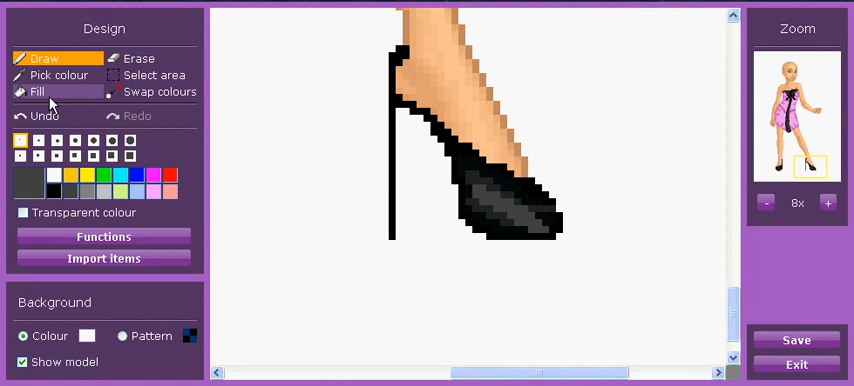 Design
Draw
Erase
Pick colour
Select area
Fill
Swap colours
Undo
Redo
Transparent colour
Functions
Import items
Background
Colour
Pattern
Show model
Zoom
- 8x +
Save
Exit